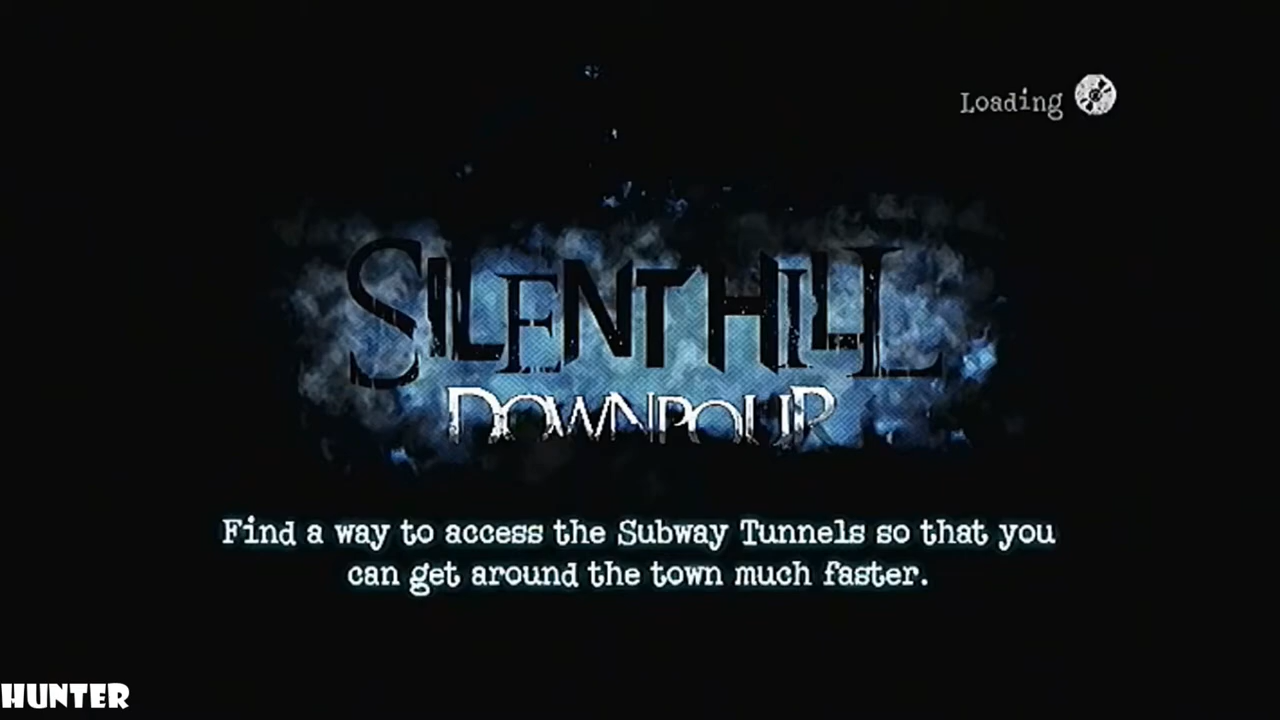 Loading
SILENT HILL
DOWNPOUR
Find a way to access the Subway Tunnels so that you
can get around the town much faster.
HUNTER